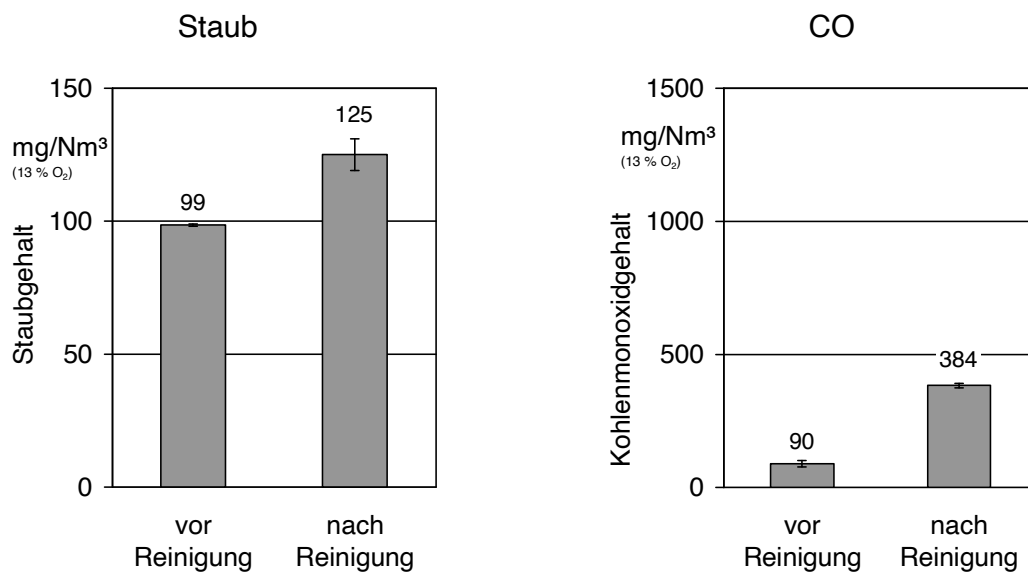 Staub
150
mg/Nm³
(13 % O₂)
100
50
0
Staubgehalt
99
125
vor
Reinigung
nach
Reinigung
CO
1500
mg/Nm³
(13 % O₂)
1000
500
0
Kohlenmonoxidgehalt
90
384
vor
Reinigung
nach
Reinigung